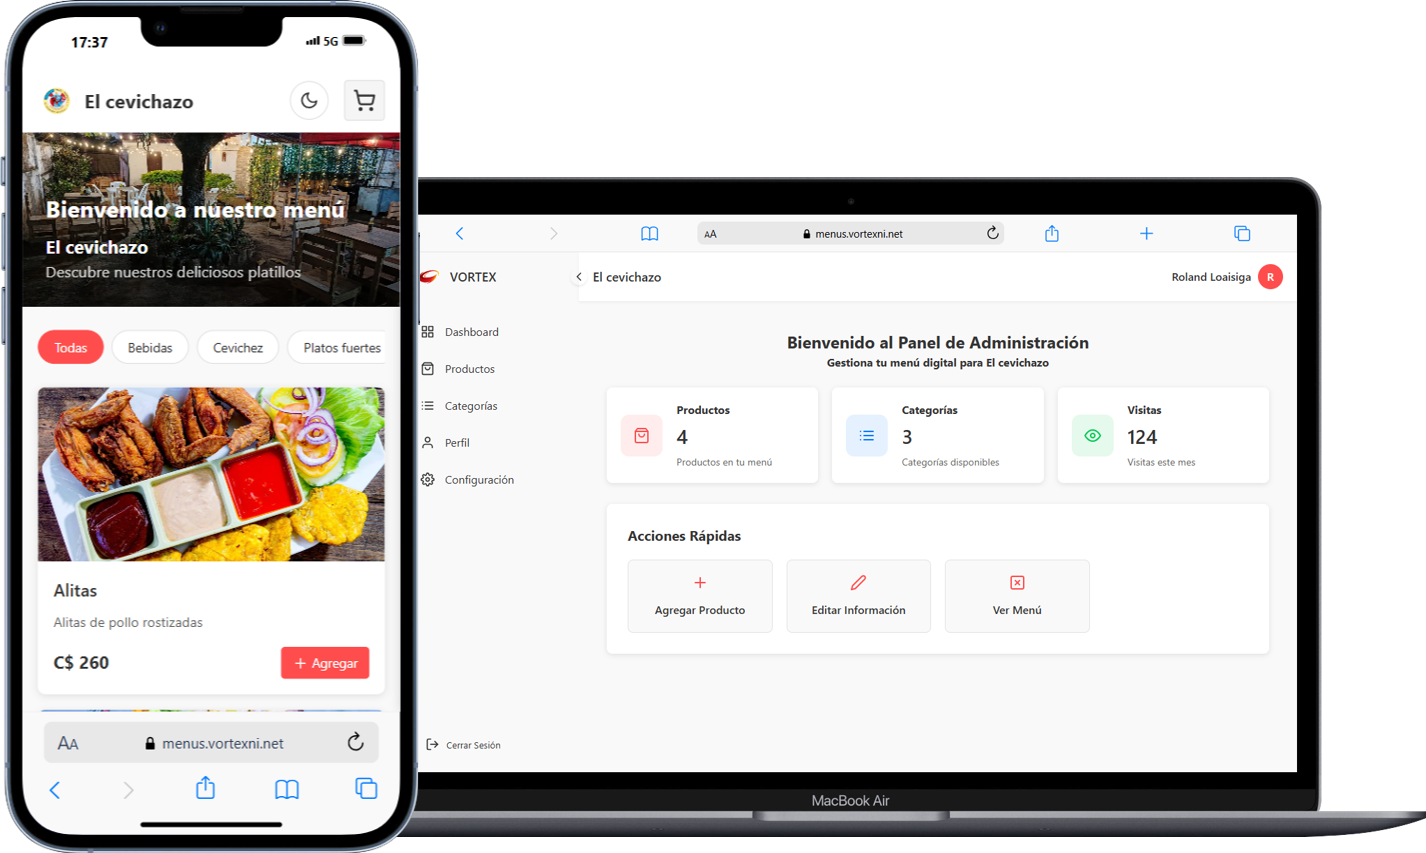 17:37
5G
El cevichazo
Bienvenido a nuestro menú
El cevichazo
Descubre nuestros deliciosos platillos
Todas
Bebidas
Cevichez
Platos fuertes
Alitas
Alitas de pollo rostizadas
C$ 260
+ Agregar
AA
menus.vortexni.net
AA
menus.vortexni.net
VORTEX
El cevichazo
Roland Loaisiga
R
Dashboard
Productos
Categorías
Perfil
Configuración
Cerrar Sesión
Bienvenido al Panel de Administración
Gestiona tu menú digital para El cevichazo
Productos
4
Productos en tu menú
Categorías
3
Categorías disponibles
Visitas
124
Visitas este mes
Acciones Rápidas
Agregar Producto
Editar Información
Ver Menú
MacBook Air